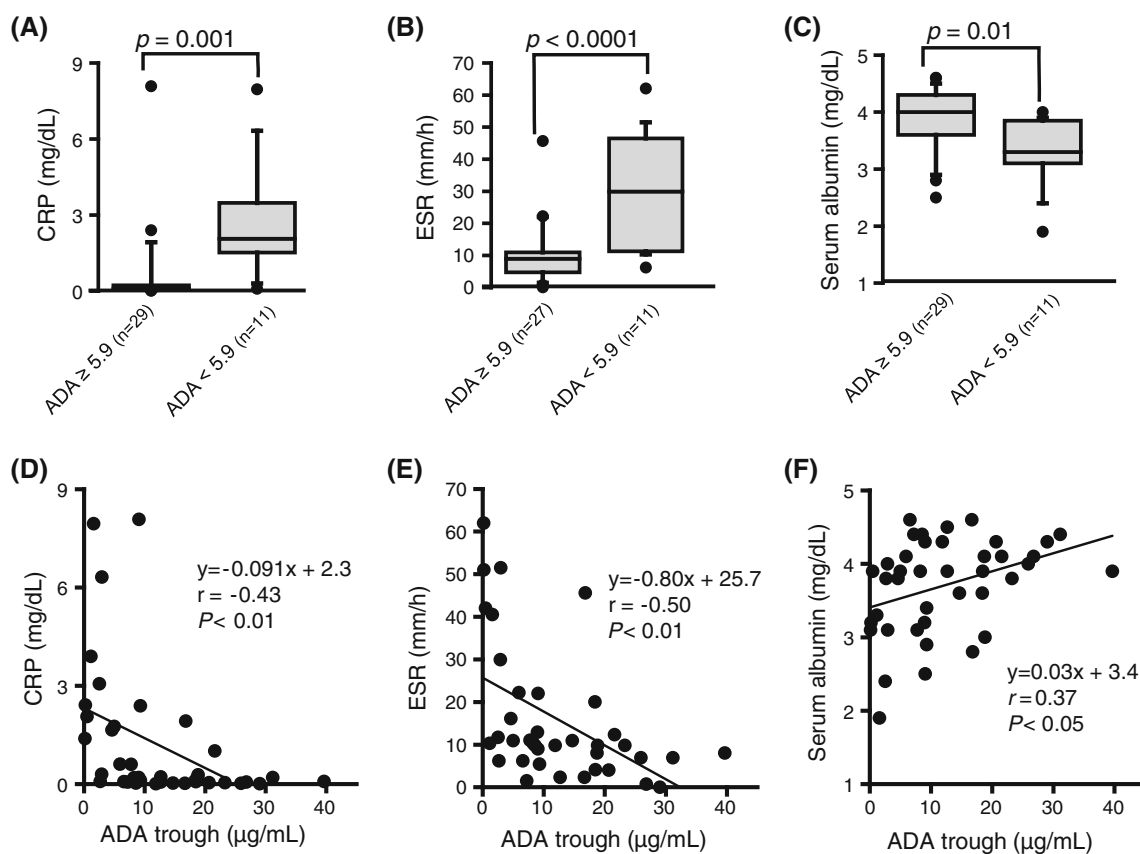 (A)
p = 0.001
CRP (mg/dL)
9
6
3
0
ADA ≥ 5.9 (n=29)
ADA < 5.9 (n=11)
(B)
p < 0.0001
ESR (mm/h)
70
60
50
40
30
20
10
0
ADA ≥ 5.9 (n=27)
ADA < 5.9 (n=11)
(C)
p = 0.01
Serum albumin (mg/dL)
5
4
3
2
1
ADA ≥ 5.9 (n=29)
ADA < 5.9 (n=11)
(D)
CRP (mg/dL)
9
6
3
0
y=-0.091x + 2.3
r = -0.43
P< 0.01
0 10 20 30 40
ADA trough (μg/mL)
(E)
ESR (mm/h)
70
60
50
40
30
20
10
0
y=-0.80x + 25.7
r = -0.50
P< 0.01
0 10 20 30 40
ADA trough (μg/mL)
(F)
Serum albumin (mg/dL)
5
4
3
2
1
y=0.03x + 3.4
r = 0.37
P< 0.05
0 10 20 30 40
ADA trough (μg/mL)